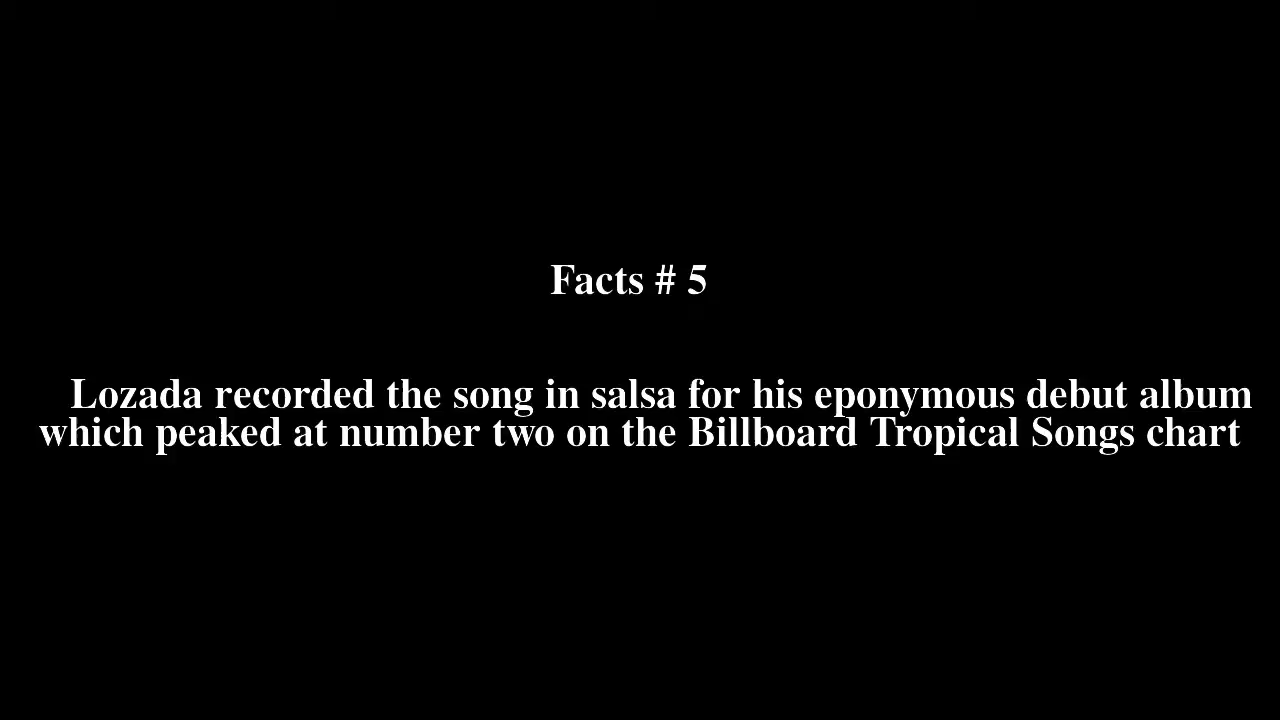 Facts # 5
Lozada recorded the song in salsa for his eponymous debut album
which peaked at number two on the Billboard Tropical Songs chart